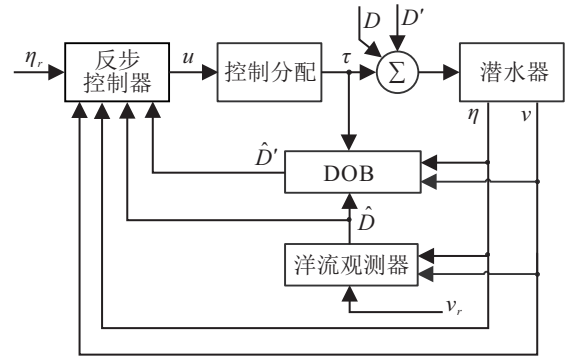 D D′
η_r 反步控制器 u 控制分配 τ Σ 潜水器
η v
D̂′ DOB
D̂
洋流观测器
v_r